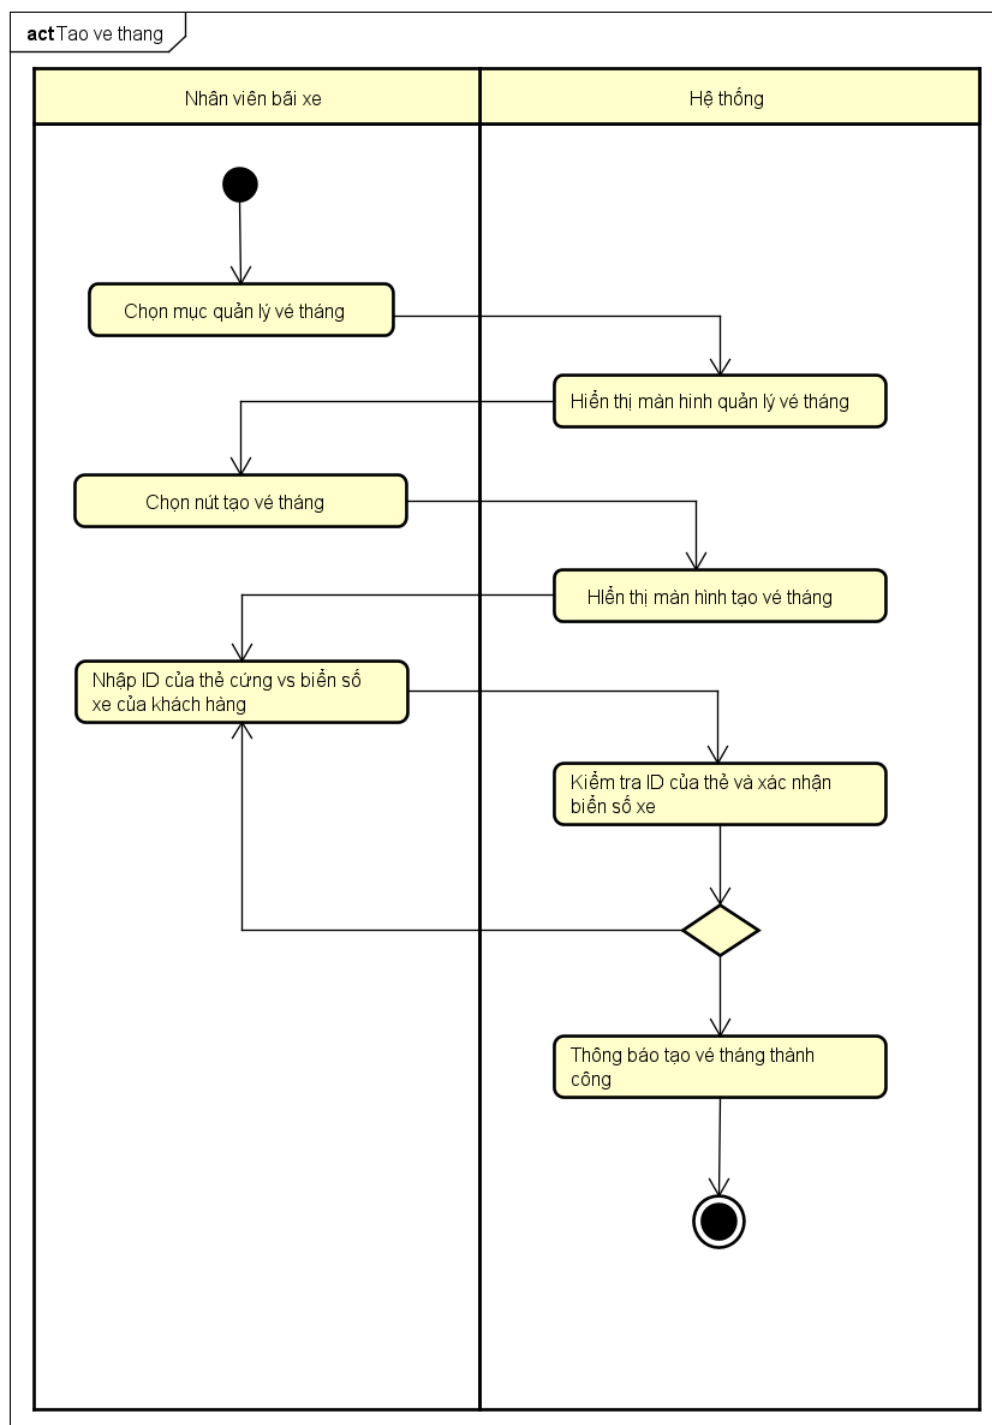 act Tao ve thang
Nhân viên bãi xe
Hệ thống
Chọn mục quản lý vé tháng
Hiển thị màn hinh quản lý vé tháng
Chọn nút tạo vé tháng
HIển thị màn hình tạo vé tháng
Nhập ID của thẻ cứng vs biển số
xe của khách hàng
Kiểm tra ID của thẻ và xác nhận
biển số xe
Thông báo tạo vé tháng thành
công